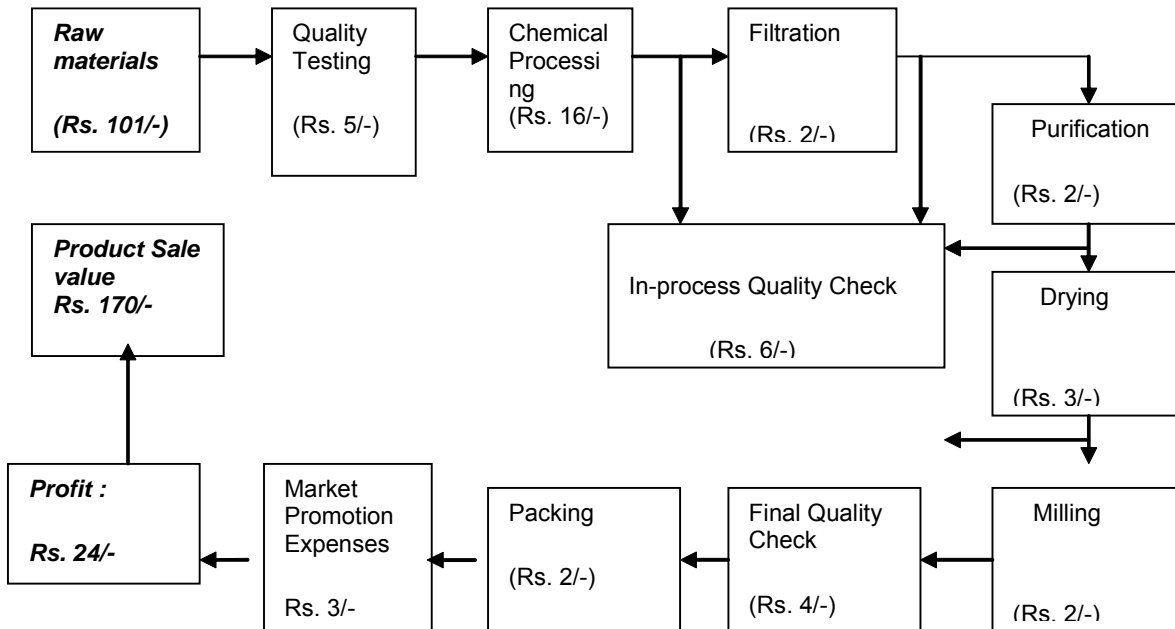 Raw
materials
(Rs. 101/-)
Quality
Testing
(Rs. 5/-)
Chemical
Processi
ng
(Rs. 16/-)
Filtration
(Rs. 2/-)
Purification
(Rs. 2/-)
Product Sale
value
Rs. 170/-
In-process Quality Check
(Rs. 6/-)
Drying
(Rs. 3/-)
Profit :
Rs. 24/-
Market
Promotion
Expenses
Rs. 3/-
Packing
(Rs. 2/-)
Final Quality
Check
(Rs. 4/-)
Milling
(Rs. 2/-)